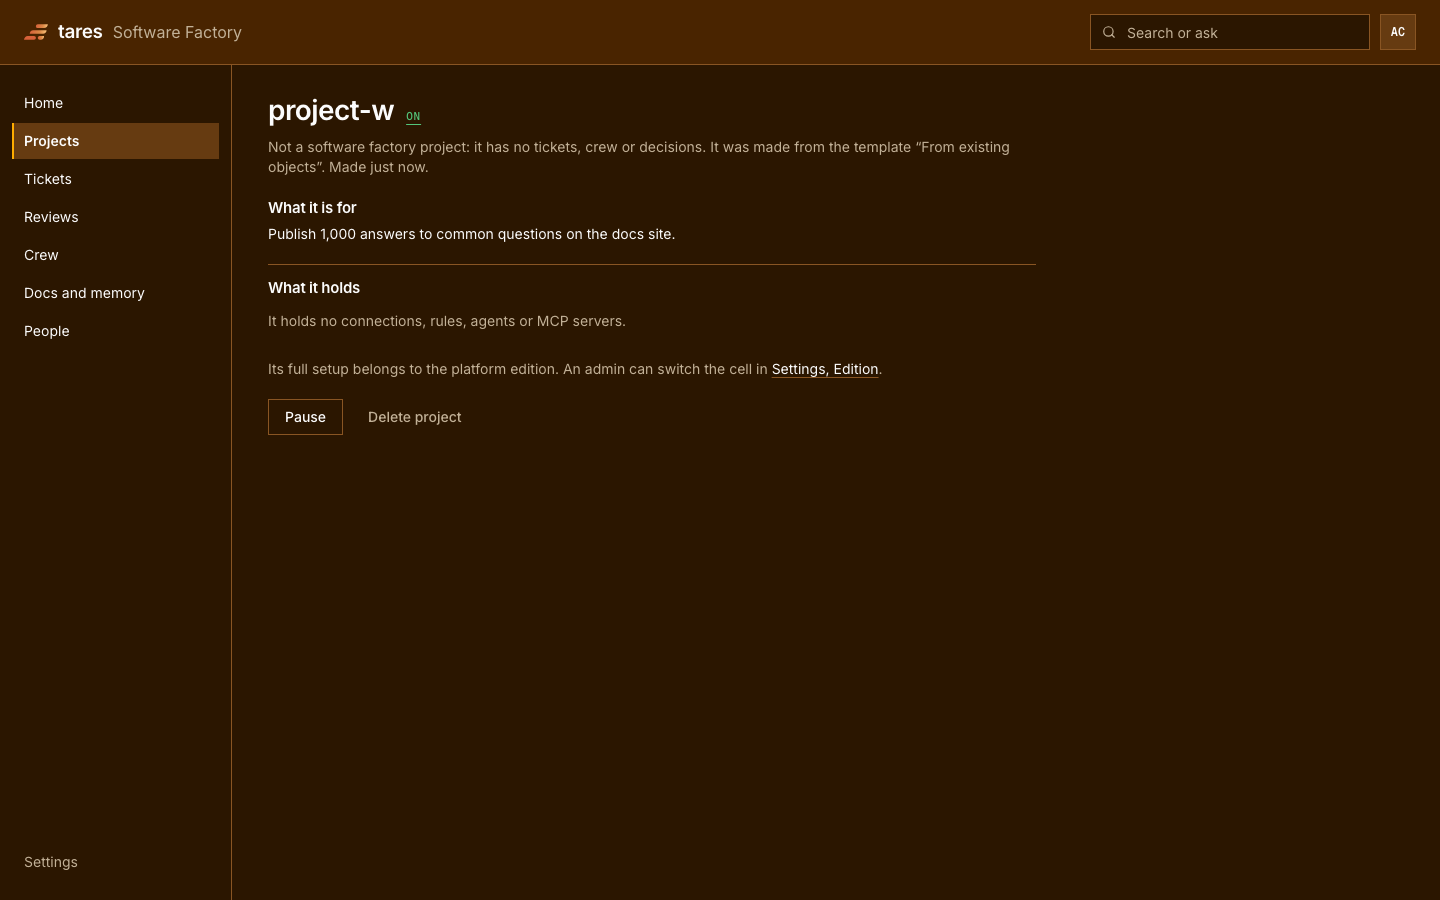 tares Software Factory
Search or ask
AC
Home
Projects
Tickets
Reviews
Crew
Docs and memory
People
Settings
project-w ON
Not a software factory project: it has no tickets, crew or decisions. It was made from the template “From existing
objects”. Made just now.
What it is for
Publish 1,000 answers to common questions on the docs site.
What it holds
It holds no connections, rules, agents or MCP servers.
Its full setup belongs to the platform edition. An admin can switch the cell in Settings, Edition.
Pause
Delete project